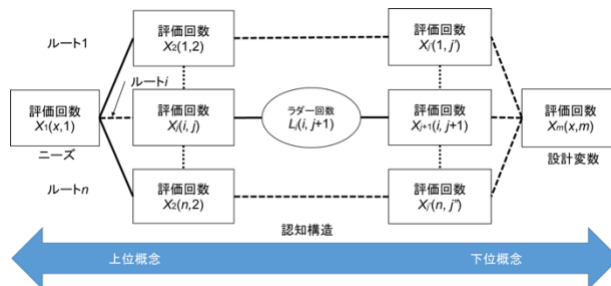 ルート1
評価回数
X2(1,2)
評価回数
Xj'(1, j')
ルートi
評価回数
X1(x,1)
ニーズ
評価回数
Xj(i, j)
ラダー回数
Lj(i, j+1)
評価回数
Xj+1(i, j+1)
評価回数
Xm(x,m)
設計変数
ルートn
評価回数
X2(n,2)
評価回数
Xj'(n, j'')
認知構造
上位概念
下位概念